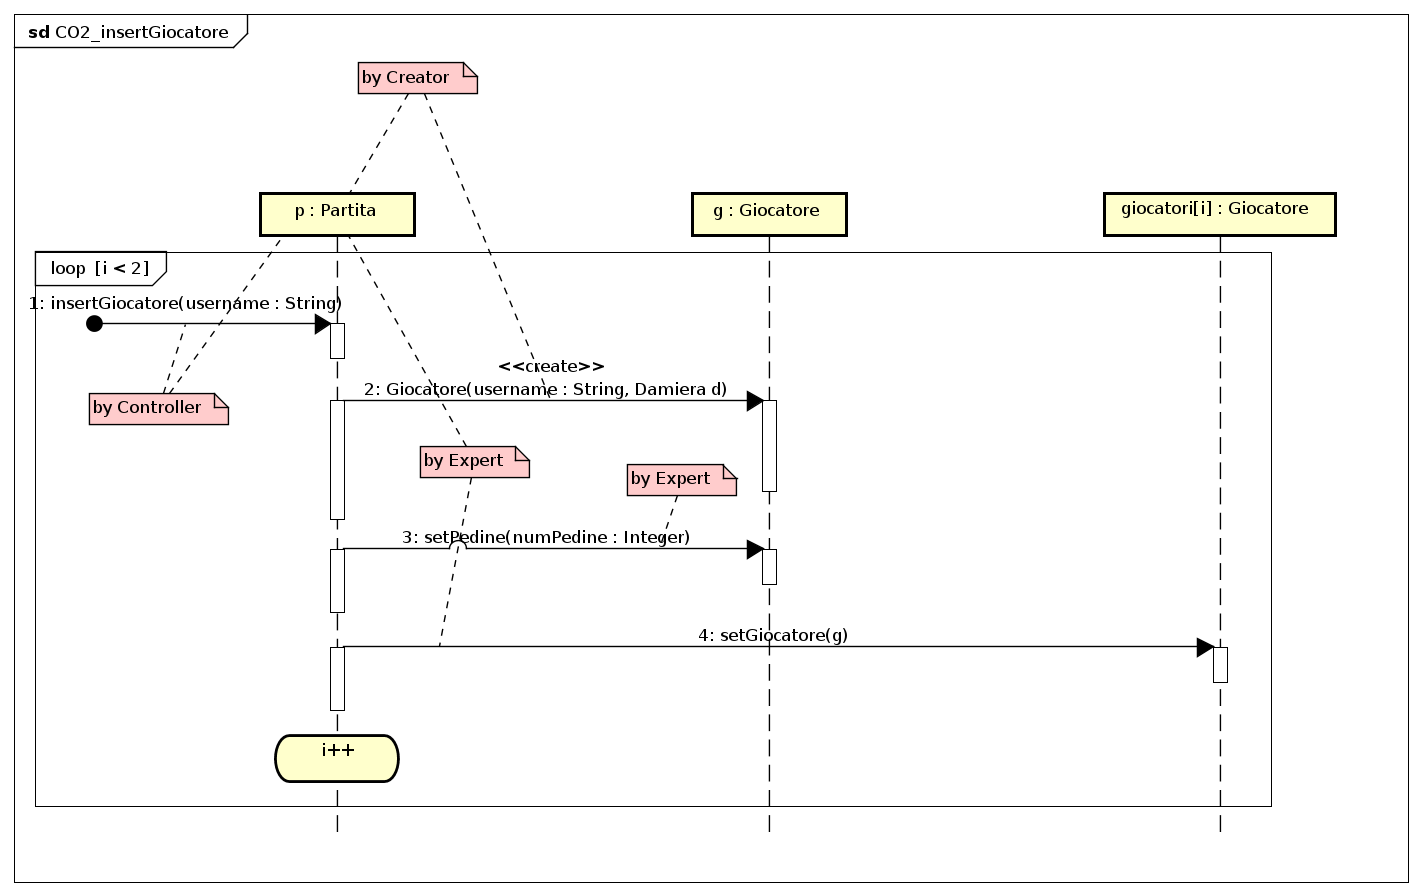 sd CO2_insertGiocatore
by Creator
p : Partita
g : Giocatore
giocatori[i] : Giocatore
loop [i < 2]
1: insertGiocatore(username : String)
<<create>>
2: Giocatore(username : String, Damiera d)
by Controller
by Expert
by Expert
3: setPedine(numPedine : Integer)
4: setGiocatore(g)
i++